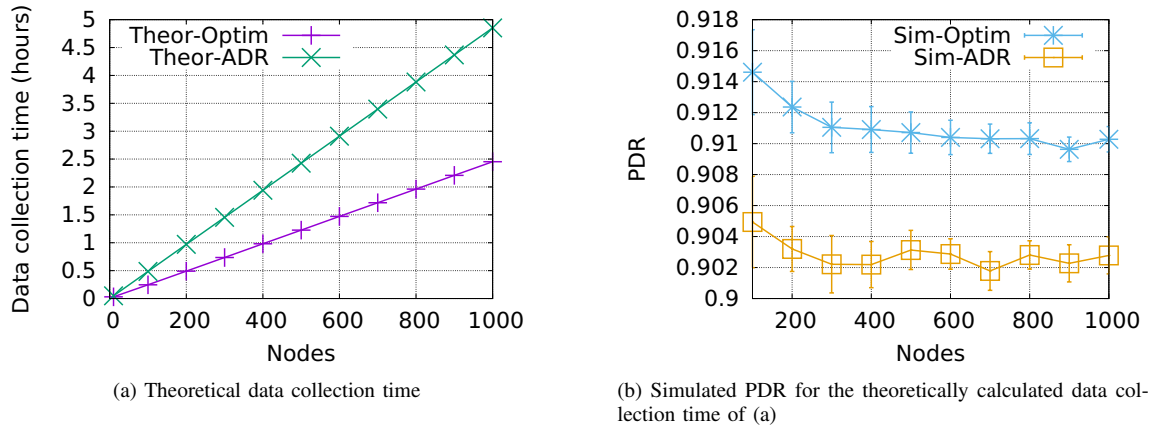 Data collection time (hours)
5
4.5
4
3.5
3
2.5
2
1.5
1
0.5
0
Theor-Optim
Theor-ADR
0 200 400 600 800 1000
Nodes
(a) Theoretical data collection time
PDR
0.918
0.916
0.914
0.912
0.91
0.908
0.906
0.904
0.902
0.9
Sim-Optim
Sim-ADR
200 400 600 800 1000
Nodes
(b) Simulated PDR for the theoretically calculated data col-
lection time of (a)